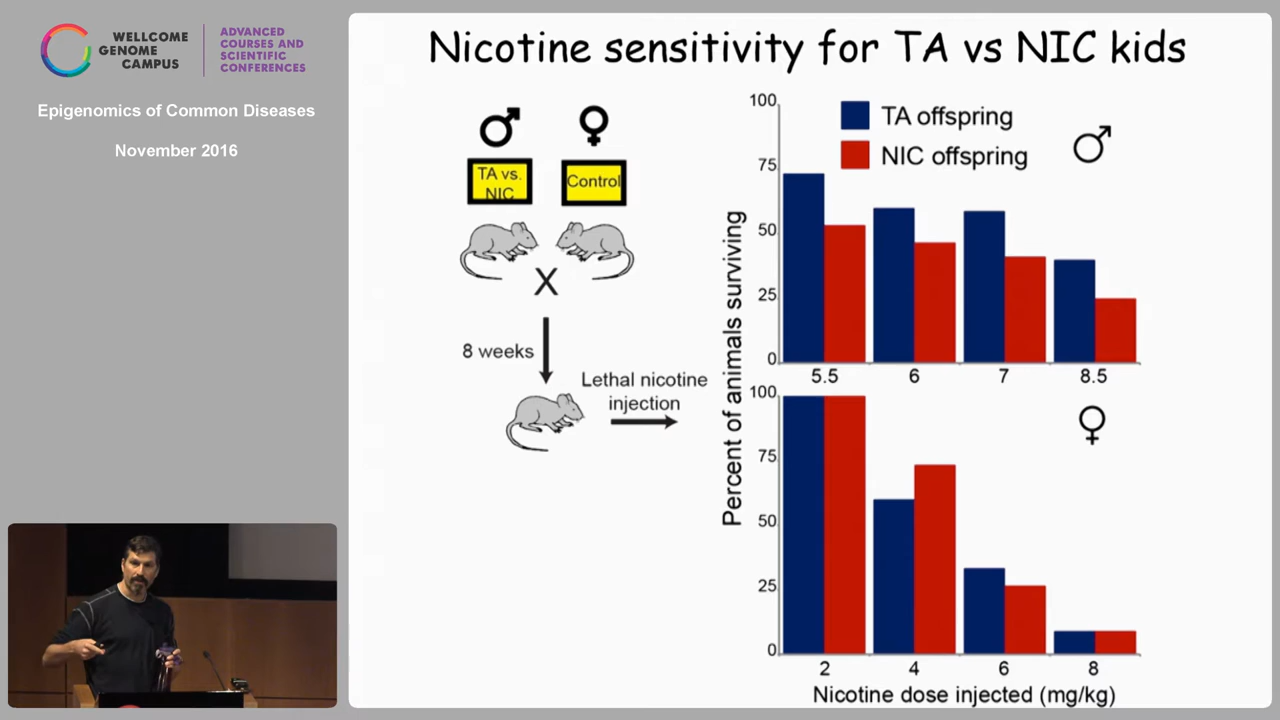 WELLCOME
GENOME
CAMPUS
ADVANCED
COURSES AND
SCIENTIFIC
CONFERENCES
Epigenomics of Common Diseases
November 2016
Nicotine sensitivity for TA vs NIC kids
TA vs.
NIC
Control
X
8 weeks
Lethal nicotine
injection
Percent of animals surviving
100
75
50
25
0
TA offspring
NIC offspring
5.5 6 7 8.5
100
75
50
25
0
2 4 6 8
Nicotine dose injected (mg/kg)